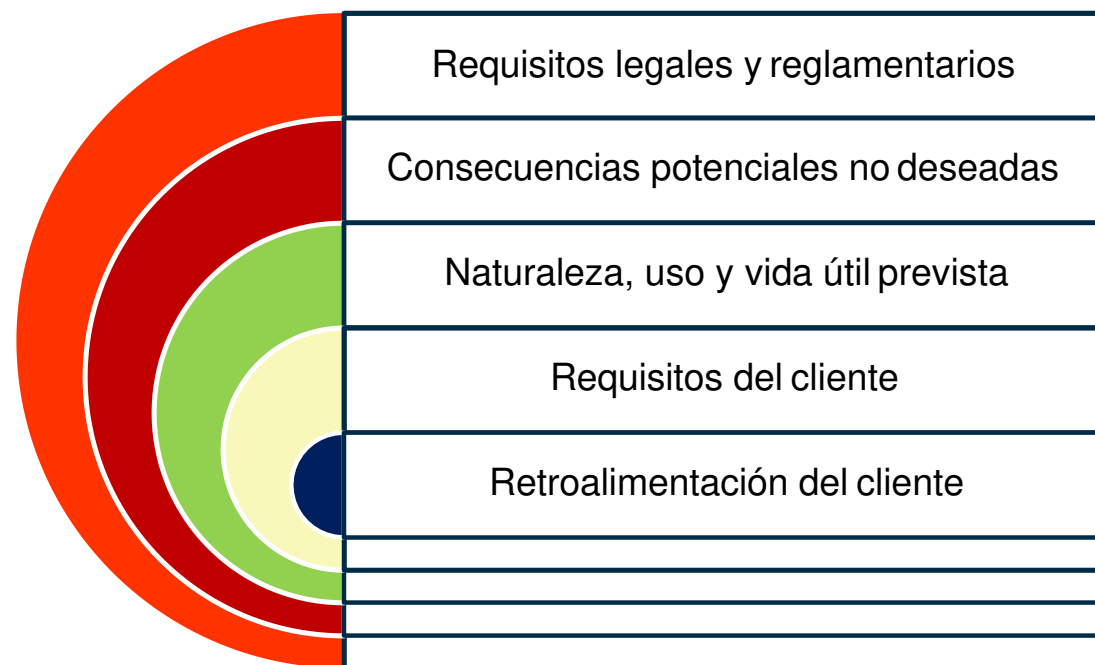 Requisitos legales y reglamentarios
Consecuencias potenciales no deseadas
Naturaleza, uso y vida útil prevista
Requisitos del cliente
Retroalimentación del cliente